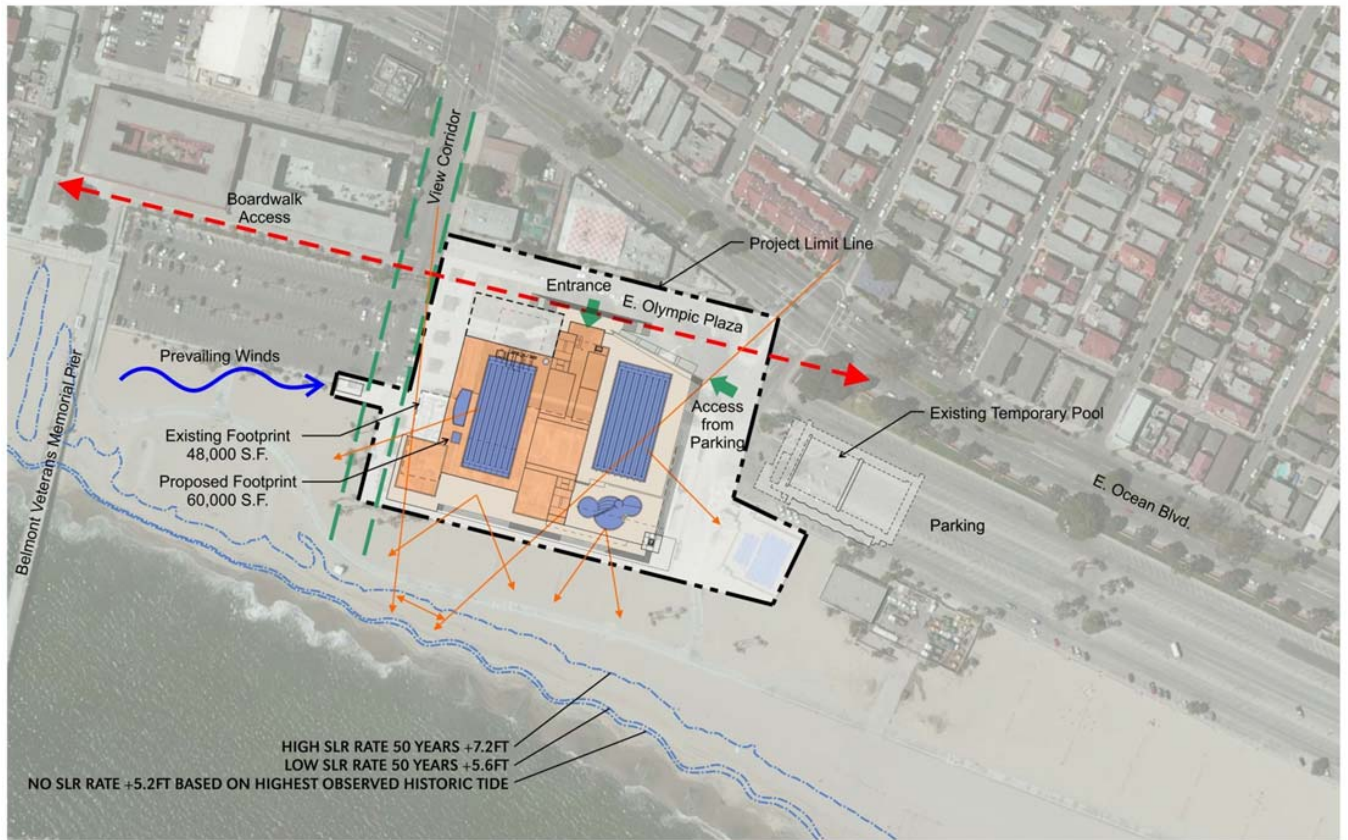 View Corridor
Boardwalk
Access
Project Limit Line
Entrance
E. Olympic Plaza
Prevailing Winds
Belmont Veterans Memorial Pier
Existing Footprint
48,000 S.F.
Proposed Footprint
60,000 S.F.
Access
from
Parking
Existing Temporary Pool
E. Ocean Blvd.
Parking
HIGH SLR RATE 50 YEARS +7.2FT
LOW SLR RATE 50 YEARS +5.6FT
NO SLR RATE +5.2FT BASED ON HIGHEST OBSERVED HISTORIC TIDE